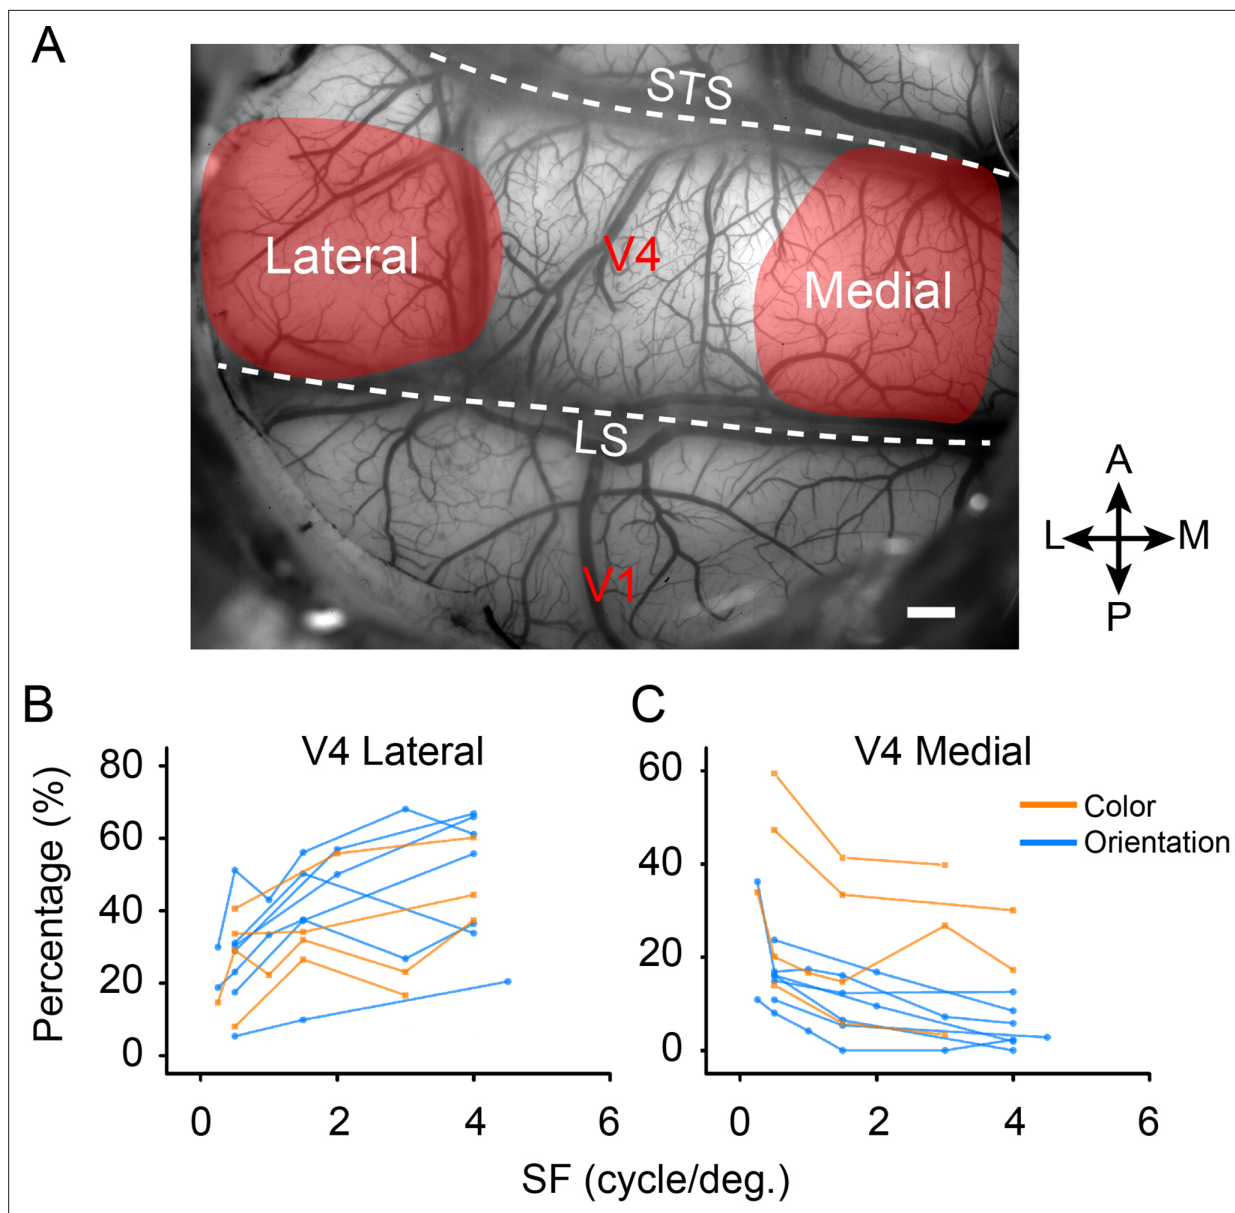 A
STS
Lateral
V4
Medial
LS
V1
A
L M
P
B
V4 Lateral
Percentage (%)
80
60
40
20
0
0 2 4 6
C
V4 Medial
60
40
20
0
0 2 4 6
Color
Orientation
SF (cycle/deg.)